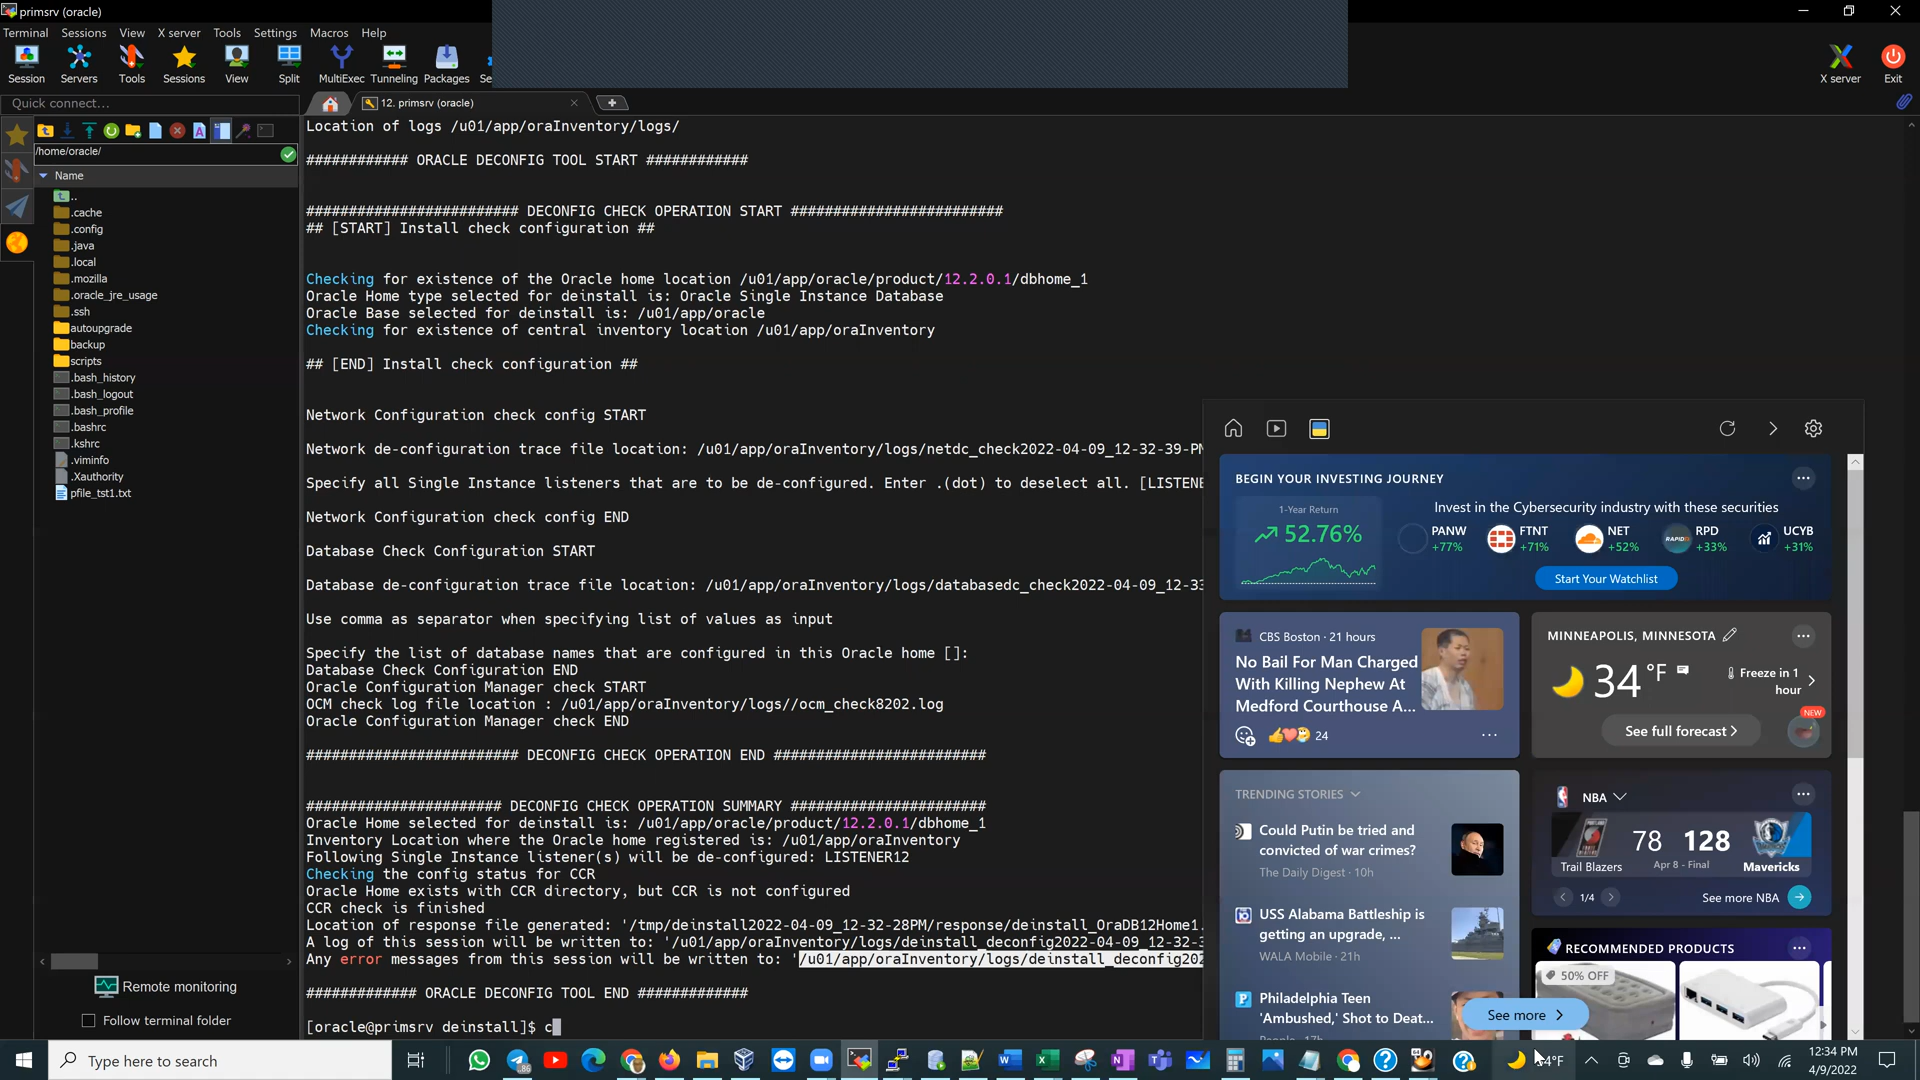 primsrv (oracle)
Terminal Sessions View X server Tools Settings Macros Help
Session Servers Tools Sessions View Split MultiExec Tunneling Packages Se
X server Exit
Quick connect...
12. primsrv (oracle)
/home/oracle/
Name
..
.cache
.config
.java
.local
.mozilla
.oracle_jre_usage
.ssh
autoupgrade
backup
scripts
.bash_history
.bash_logout
.bash_profile
.bashrc
.kshrc
.viminfo
.Xauthority
pfile_tst1.txt
Remote monitoring
Follow terminal folder
Location of logs /u01/app/oraInventory/logs/
############ ORACLE DECONFIG TOOL START ############
######################### DECONFIG CHECK OPERATION START #########################
## [START] Install check configuration ##
Checking for existence of the Oracle home location /u01/app/oracle/product/12.2.0.1/dbhome_1
Oracle Home type selected for deinstall is: Oracle Single Instance Database
Oracle Base selected for deinstall is: /u01/app/oracle
Checking for existence of central inventory location /u01/app/oraInventory
## [END] Install check configuration ##
Network Configuration check config START
Network de-configuration trace file location: /u01/app/oraInventory/logs/netdc_check2022-04-09_12-32-39-PM
Specify all Single Instance listeners that are to be de-configured. Enter .(dot) to deselect all. [LISTENE
Network Configuration check config END
Database Check Configuration START
Database de-configuration trace file location: /u01/app/oraInventory/logs/databasedc_check2022-04-09_12-33
Use comma as separator when specifying list of values as input
Specify the list of database names that are configured in this Oracle home []:
Database Check Configuration END
Oracle Configuration Manager check START
OCM check log file location : /u01/app/oraInventory/logs//ocm_check8202.log
Oracle Configuration Manager check END
######################### DECONFIG CHECK OPERATION END #########################
####################### DECONFIG CHECK OPERATION SUMMARY #######################
Oracle Home selected for deinstall is: /u01/app/oracle/product/12.2.0.1/dbhome_1
Inventory Location where the Oracle home registered is: /u01/app/oraInventory
Following Single Instance listener(s) will be de-configured: LISTENER12
Checking the config status for CCR
Oracle Home exists with CCR directory, but CCR is not configured
CCR check is finished
Location of response file generated: '/tmp/deinstall2022-04-09_12-32-28PM/response/deinstall_OraDB12Home1.
A log of this session will be written to: '/u01/app/oraInventory/logs/deinstall_deconfig2022-04-09_12-32-3
Any error messages from this session will be written to: '/u01/app/oraInventory/logs/deinstall_deconfig202
############# ORACLE DECONFIG TOOL END #############
[oracle@primsrv deinstall]$ c
BEGIN YOUR INVESTING JOURNEY
1-Year Return
52.76%
Invest in the Cybersecurity industry with these securities
PANW +77%
FTNT +71%
NET +52%
RAPID RPD +33%
UCYB +31%
Start Your Watchlist
CBS Boston · 21 hours
No Bail For Man Charged
With Killing Nephew At
Medford Courthouse A...
24
MINNEAPOLIS, MINNESOTA
34 °F
Freeze in 1
hour
See full forecast
NEW
TRENDING STORIES
Could Putin be tried and
convicted of war crimes?
The Daily Digest · 10h
USS Alabama Battleship is
getting an upgrade, ...
WALA Mobile · 21h
Philadelphia Teen
'Ambushed,' Shot to Deat...
People · 17h
NBA
78 128
Trail Blazers Apr 8 - Final Mavericks
1/4
See more NBA
RECOMMENDED PRODUCTS
50% OFF
See more
Type here to search
86
4°F
12:34 PM
4/9/2022